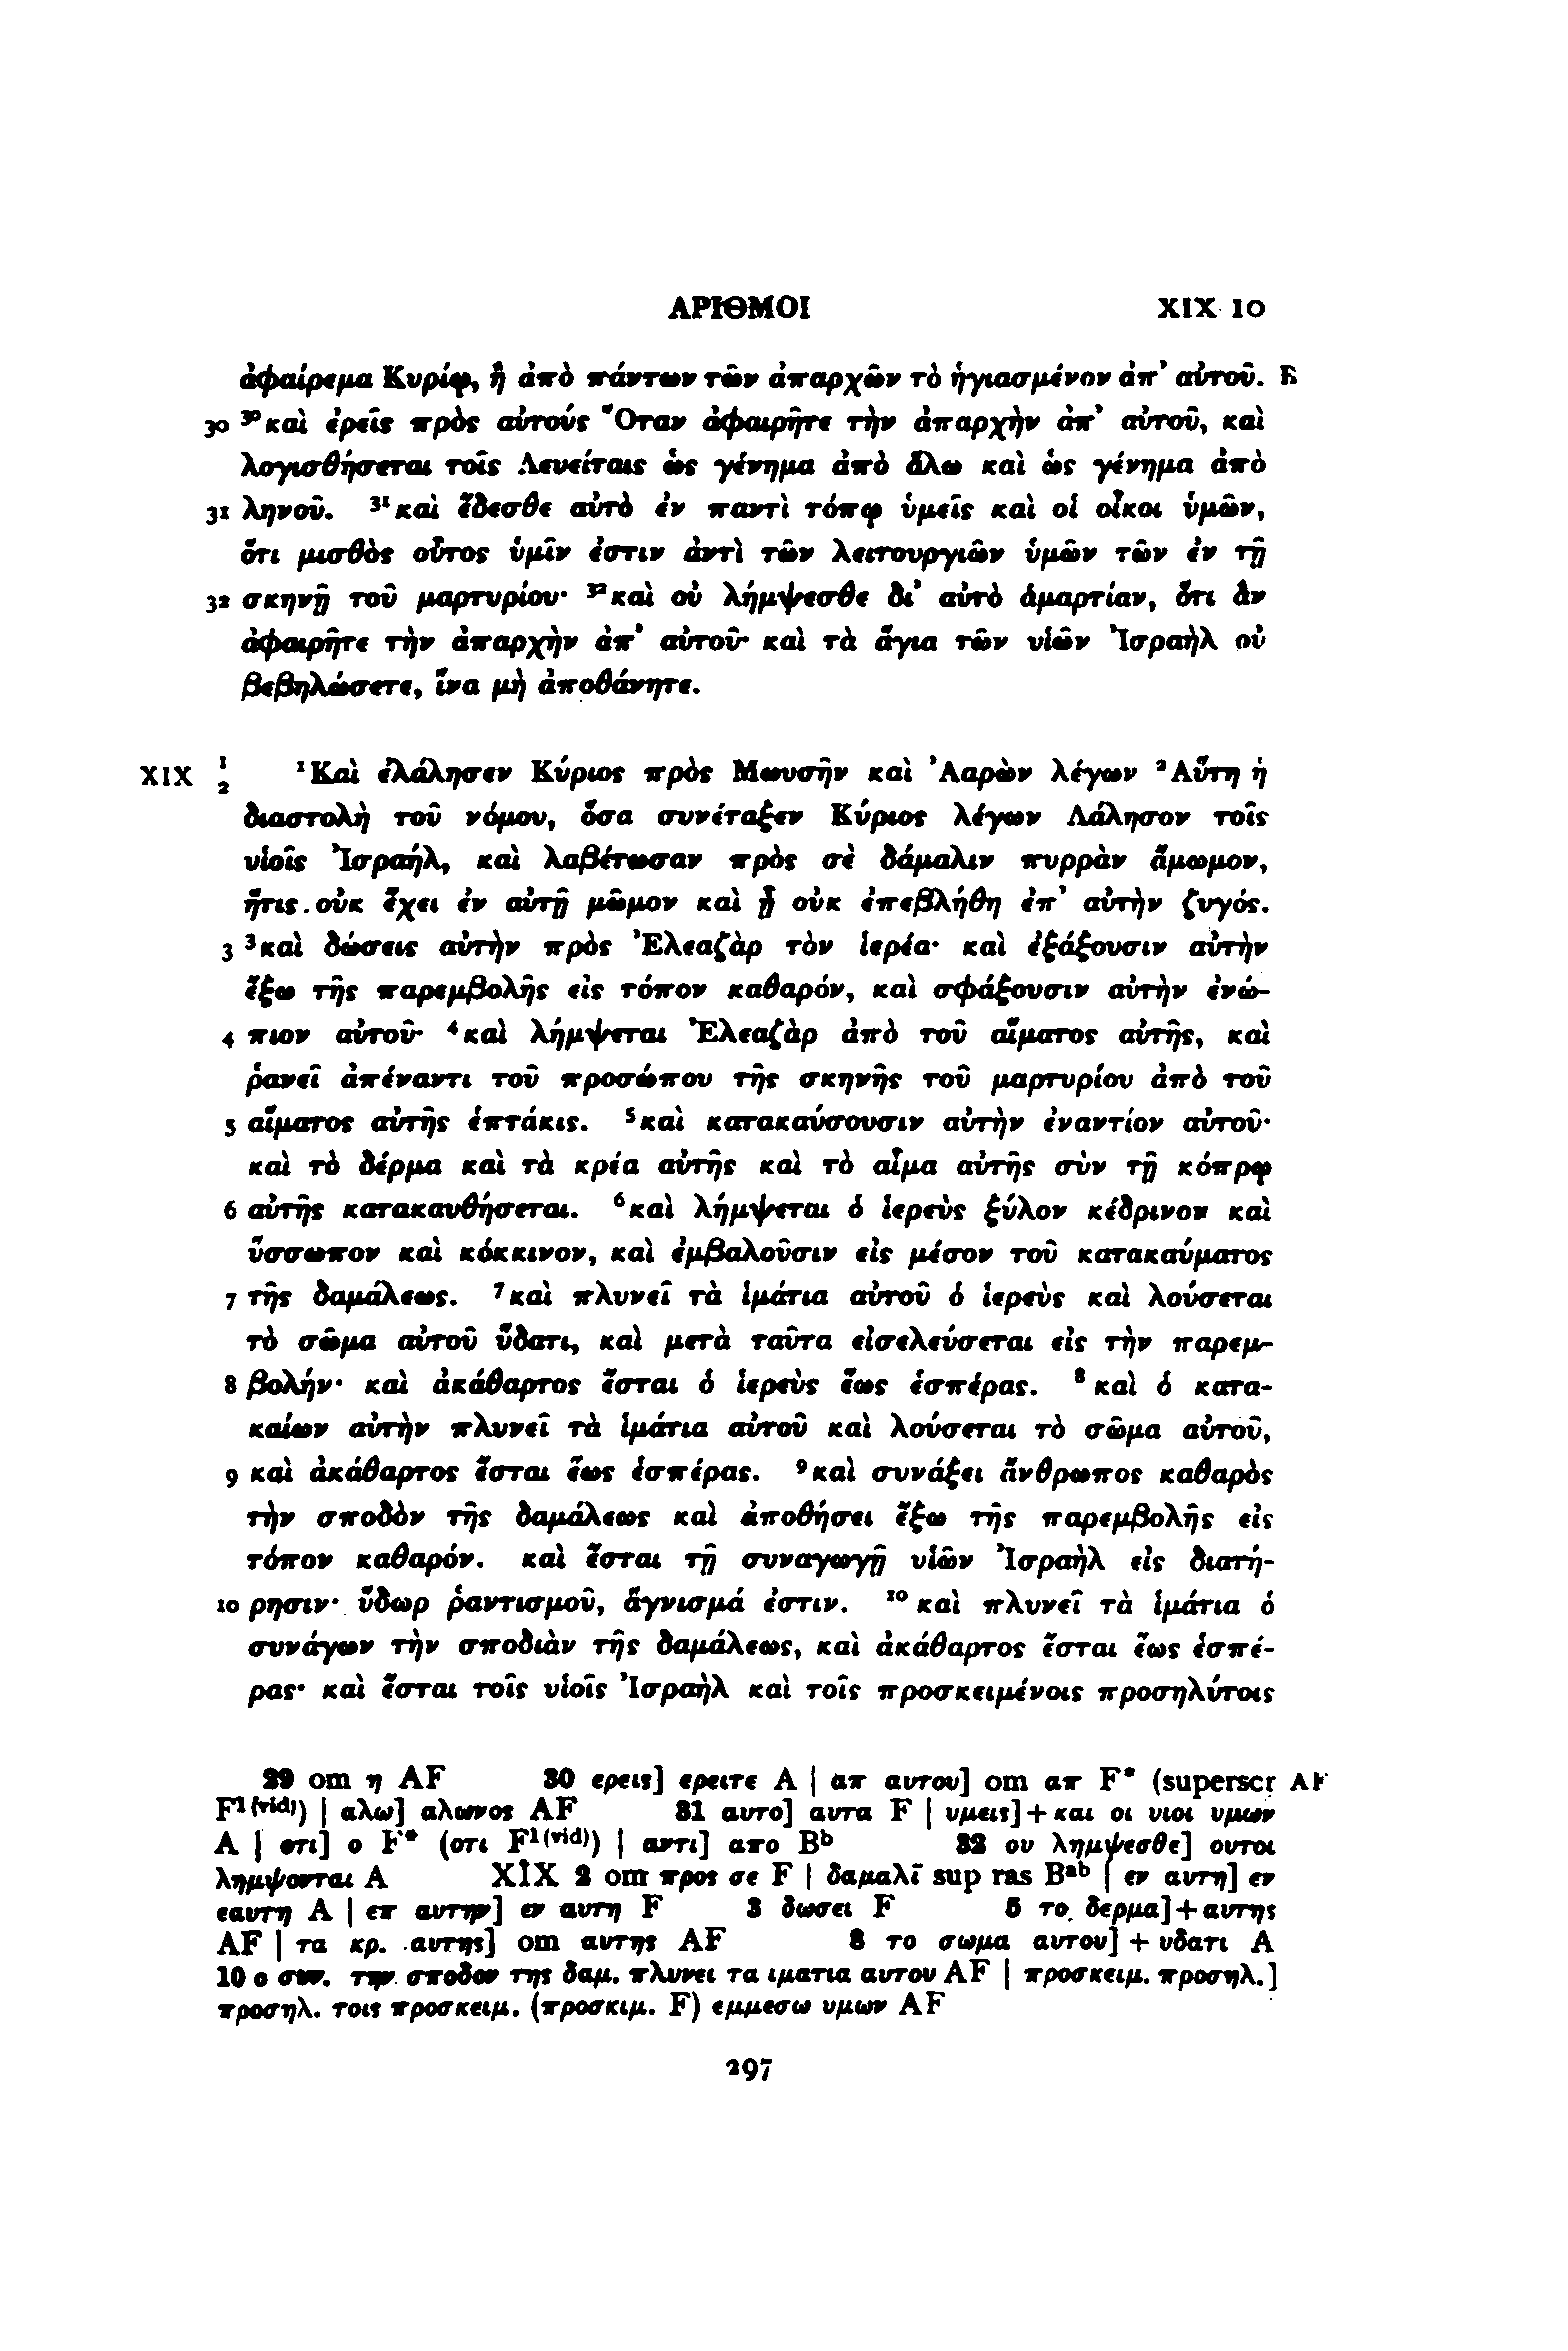 ΑΡΙΘΜΟΙ XIX 10
ἀφαίρεμα Κυρίῳ, ἢ ἀπὸ πάντων τῶν ἀπαρχῶν τὸ ἡγιασμένον ἀπ’ αὐτοῦ. B
30 ³⁰καὶ ἐρεῖς πρὸς αὐτούς Ὅταν ἀφαιρῆτε τὴν ἀπαρχὴν ἀπ’ αὐτοῦ, καὶ
λογισθήσεται τοῖς Λευείταις ὡς γένημα ἀπὸ ἅλω καὶ ὡς γένημα ἀπὸ
31 ληνοῦ. ³¹καὶ ἔδεσθε αὐτὸ ἐν παντὶ τόπῳ ὑμεῖς καὶ οἱ οἶκοι ὑμῶν,
ὅτι μισθὸς οὗτος ὑμῖν ἐστιν ἀντὶ τῶν λειτουργιῶν ὑμῶν τῶν ἐν τῇ
32 σκηνῇ τοῦ μαρτυρίου· ³²καὶ οὐ λήμψεσθε δι’ αὐτὸ ἁμαρτίαν, ὅτι ἂν
ἀφαιρῆτε τὴν ἀπαρχὴν ἀπ’ αὐτοῦ· καὶ τὰ ἅγια τῶν υἱῶν Ἰσραὴλ οὐ
βεβηλώσετε, ἵνα μὴ ἀποθάνητε.
XIX 1 2 ¹Καὶ ἐλάλησεν Κύριος πρὸς Μωυσῆν καὶ Ἀαρὼν λέγων ²Αὕτη ἡ
διαστολὴ τοῦ νόμου, ὅσα συνέταξεν Κύριος λέγων Λάλησον τοῖς
υἱοῖς Ἰσραήλ, καὶ λαβέτωσαν πρὸς σὲ δάμαλιν πυρρὰν ἄμωμον,
ἥτις οὐκ ἔχει ἐν αὐτῇ μῶμον καὶ ᾗ οὐκ ἐπεβλήθη ἐπ’ αὐτὴν ζυγός.
3 ³καὶ δώσεις αὐτὴν πρὸς Ἐλεαζὰρ τὸν ἱερέα· καὶ ἐξάξουσιν αὐτὴν
ἔξω τῆς παρεμβολῆς εἰς τόπον καθαρόν, καὶ σφάξουσιν αὐτὴν ἐνώ-
4 πιον αὐτοῦ· ⁴καὶ λήμψεται Ἐλεαζὰρ ἀπὸ τοῦ αἵματος αὐτῆς, καὶ
ῥανεῖ ἀπέναντι τοῦ προσώπου τῆς σκηνῆς τοῦ μαρτυρίου ἀπὸ τοῦ
5 αἵματος αὐτῆς ἑπτάκις. ⁵καὶ κατακαύσουσιν αὐτὴν ἐναντίον αὐτοῦ·
καὶ τὸ δέρμα καὶ τὰ κρέα αὐτῆς καὶ τὸ αἷμα αὐτῆς σὺν τῇ κόπρῳ
6 αὐτῆς κατακαυθήσεται. ⁶καὶ λήμψεται ὁ ἱερεὺς ξύλον κέδρινον καὶ
ὕσσωπον καὶ κόκκινον, καὶ ἐμβαλοῦσιν εἰς μέσον τοῦ κατακαύματος
7 τῆς δαμάλεως. ⁷καὶ πλυνεῖ τὰ ἱμάτια αὐτοῦ ὁ ἱερεὺς καὶ λούσεται
τὸ σῶμα αὐτοῦ ὕδατι, καὶ μετὰ ταῦτα εἰσελεύσεται εἰς τὴν παρεμ-
8 βολήν· καὶ ἀκάθαρτος ἔσται ὁ ἱερεὺς ἕως ἑσπέρας. ⁸καὶ ὁ κατα-
καίων αὐτὴν πλυνεῖ τὰ ἱμάτια αὐτοῦ καὶ λούσεται τὸ σῶμα αὐτοῦ,
9 καὶ ἀκάθαρτος ἔσται ἕως ἑσπέρας. ⁹καὶ συνάξει ἄνθρωπος καθαρὸς
τὴν σποδὸν τῆς δαμάλεως καὶ ἀποθήσει ἔξω τῆς παρεμβολῆς εἰς
τόπον καθαρόν. καὶ ἔσται τῇ συναγωγῇ υἱῶν Ἰσραὴλ εἰς διατή-
10 ρησιν· ὕδωρ ῥαντισμοῦ, ἅγνισμά ἐστιν. ¹⁰καὶ πλυνεῖ τὰ ἱμάτια ὁ
συνάγων τὴν σποδιὰν τῆς δαμάλεως, καὶ ἀκάθαρτος ἔσται ἕως ἑσπέ-
ρας· καὶ ἔσται τοῖς υἱοῖς Ἰσραὴλ καὶ τοῖς προσκειμένοις προσηλύτοις
29 om η AF 30 ερεις] ερειτε A | απ αυτου] om απ F* (superscr AF
F¹⁽ᵛⁱᵈ⁾) | αλω] αλωνος AF 31 αυτο] αυτα F | υμεις]+και οι υιοι υμων
A | οτι] ο F* (οτι F¹⁽ᵛⁱᵈ⁾) | αντι] απο Bᵇ 32 ου λημψεσθε] ουτοι
λημψονται A XIX 2 om προς σε F | δαμαλῑ sup ras Bᵃᵇ | εν αυτη] εν
εαυτη A | επ αυτην] εν αυτη F 3 δωσει F 5 το δερμα]+αυτης
AF | τα κρ. αυτης] om αυτης AF 8 το σωμα αυτου] + υδατι A
10 ο συν. την σποδον της δαμ. πλυνει τα ιματια αυτου AF | προσκειμ. προσηλ.]
προσηλ. τοις προσκειμ. (προσκιμ. F) εμμεσω υμων AF
297